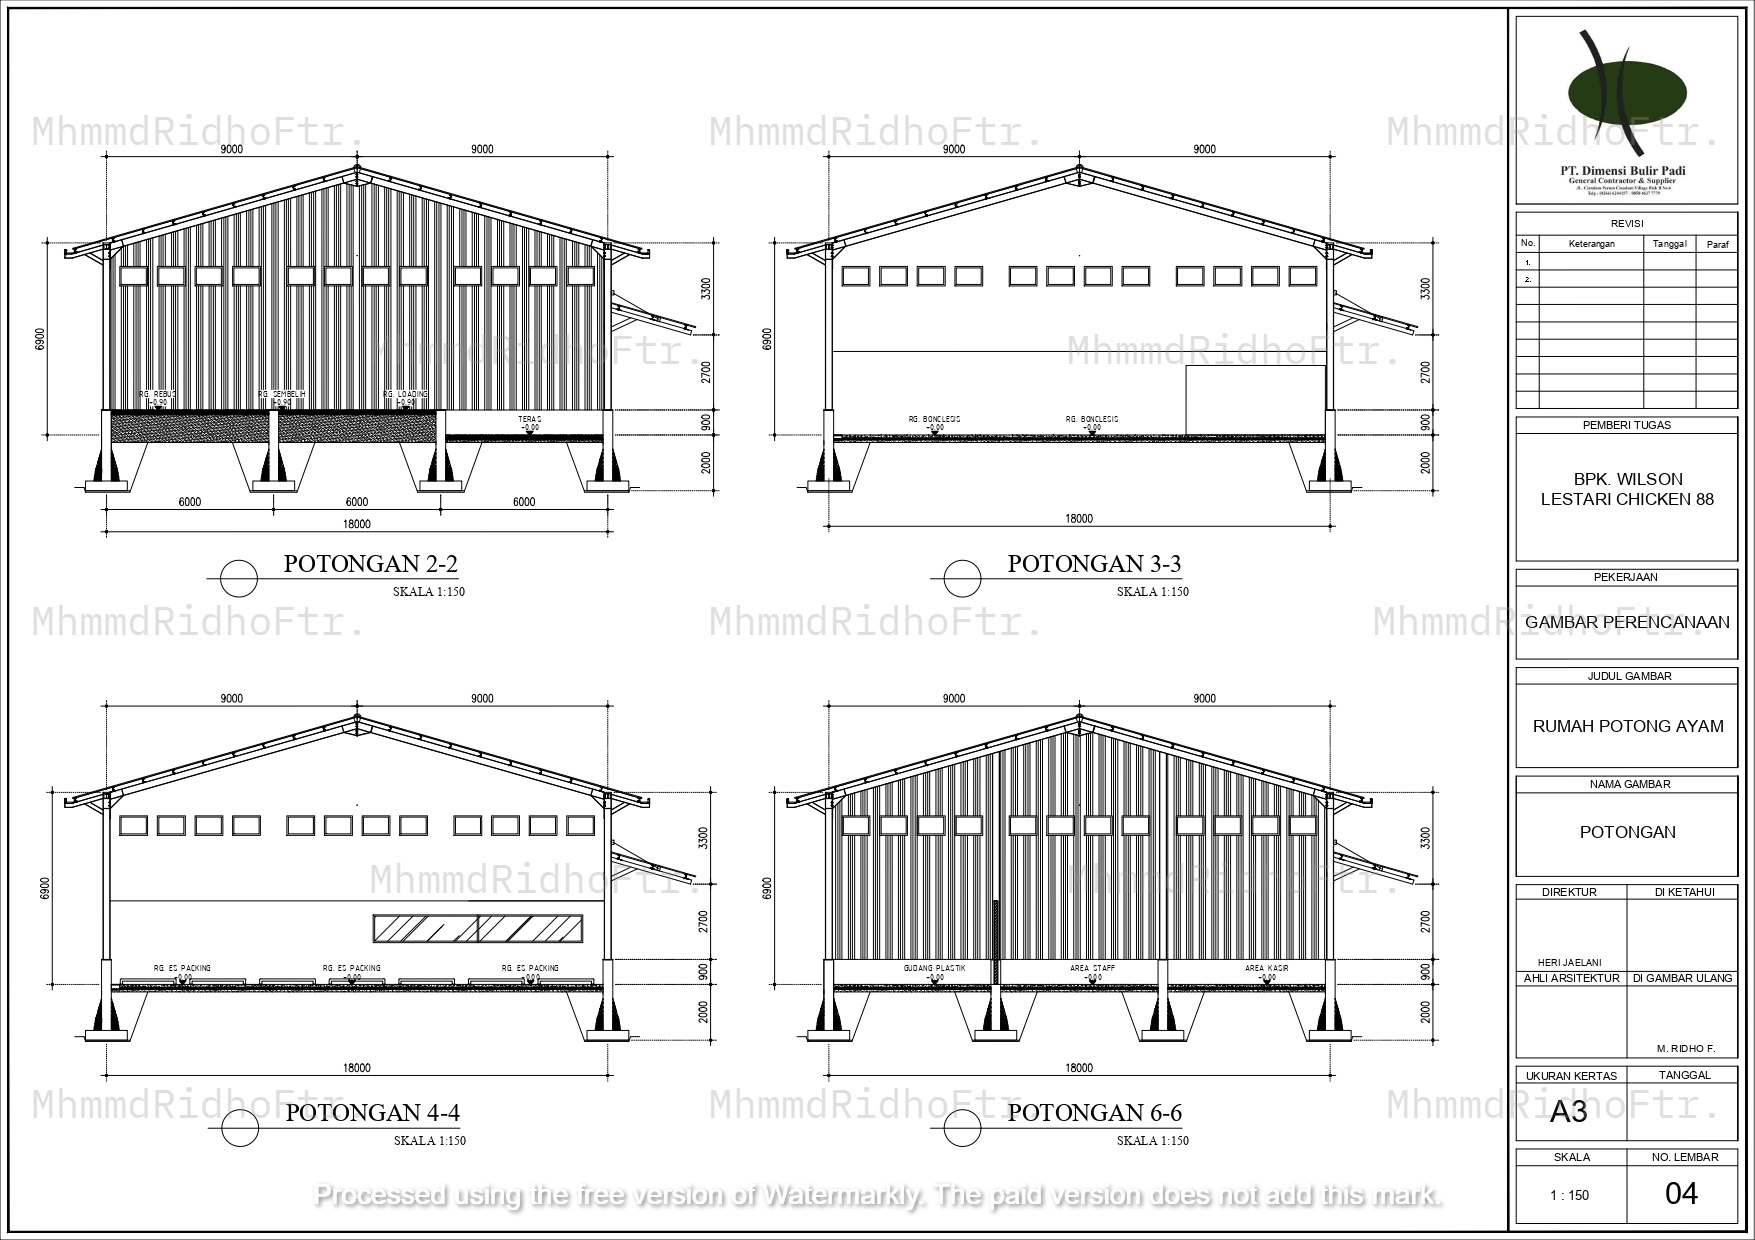 MhmmdRidhoFtr.
MhmmdRidhoFtr.
MhmmdRidhoFtr.
9000
9000
3300
6900
2700
900
2000
RG. REBUS
+0.90
RG. SEMBELIH
+0.90
RG. LOADING
+0.90
TERAS
+0.00
6000
6000
6000
18000
POTONGAN 2-2
SKALA 1:150
MhmmdRidhoFtr.
9000
9000
3300
6900
2700
900
2000
RG. BONCLESIS
+0.00
RG. BONCLESIS
+0.00
18000
POTONGAN 3-3
SKALA 1:150
MhmmdRidhoFtr.
MhmmdRidhoFtr.
MhmmdRidhoFtr.
MhmmdRidhoFtr.
9000
9000
3300
6900
2700
900
2000
RG. ES PACKING
+0.00
RG. ES PACKING
+0.00
RG. ES PACKING
+0.00
18000
POTONGAN 4-4
SKALA 1:150
MhmmdRidhoFtr.
9000
9000
3300
6900
2700
900
2000
GUDANG PLASTIK
+0.00
AREA STAFF
+0.00
AREA KASIR
+0.00
18000
POTONGAN 6-6
SKALA 1:150
MhmmdRidhoFtr.
MhmmdRidhoFtr.
MhmmdRidhoFtr.
MhmmdRidhoFtr.
Processed using the free version of Watermarkly. The paid version does not add this mark.
PT. Dimensi Bulir Padi
General Contractor & Supplier
REVISI
No. Keterangan Tanggal Paraf
1.
2.
PEMBERI TUGAS
BPK. WILSON
LESTARI CHICKEN 88
PEKERJAAN
GAMBAR PERENCANAAN
JUDUL GAMBAR
RUMAH POTONG AYAM
NAMA GAMBAR
POTONGAN
DIREKTUR DI KETAHUI
HERI JAELANI
AHLI ARSITEKTUR DI GAMBAR ULANG
M. RIDHO F.
UKURAN KERTAS TANGGAL
A3
SKALA NO. LEMBAR
1 : 150 04